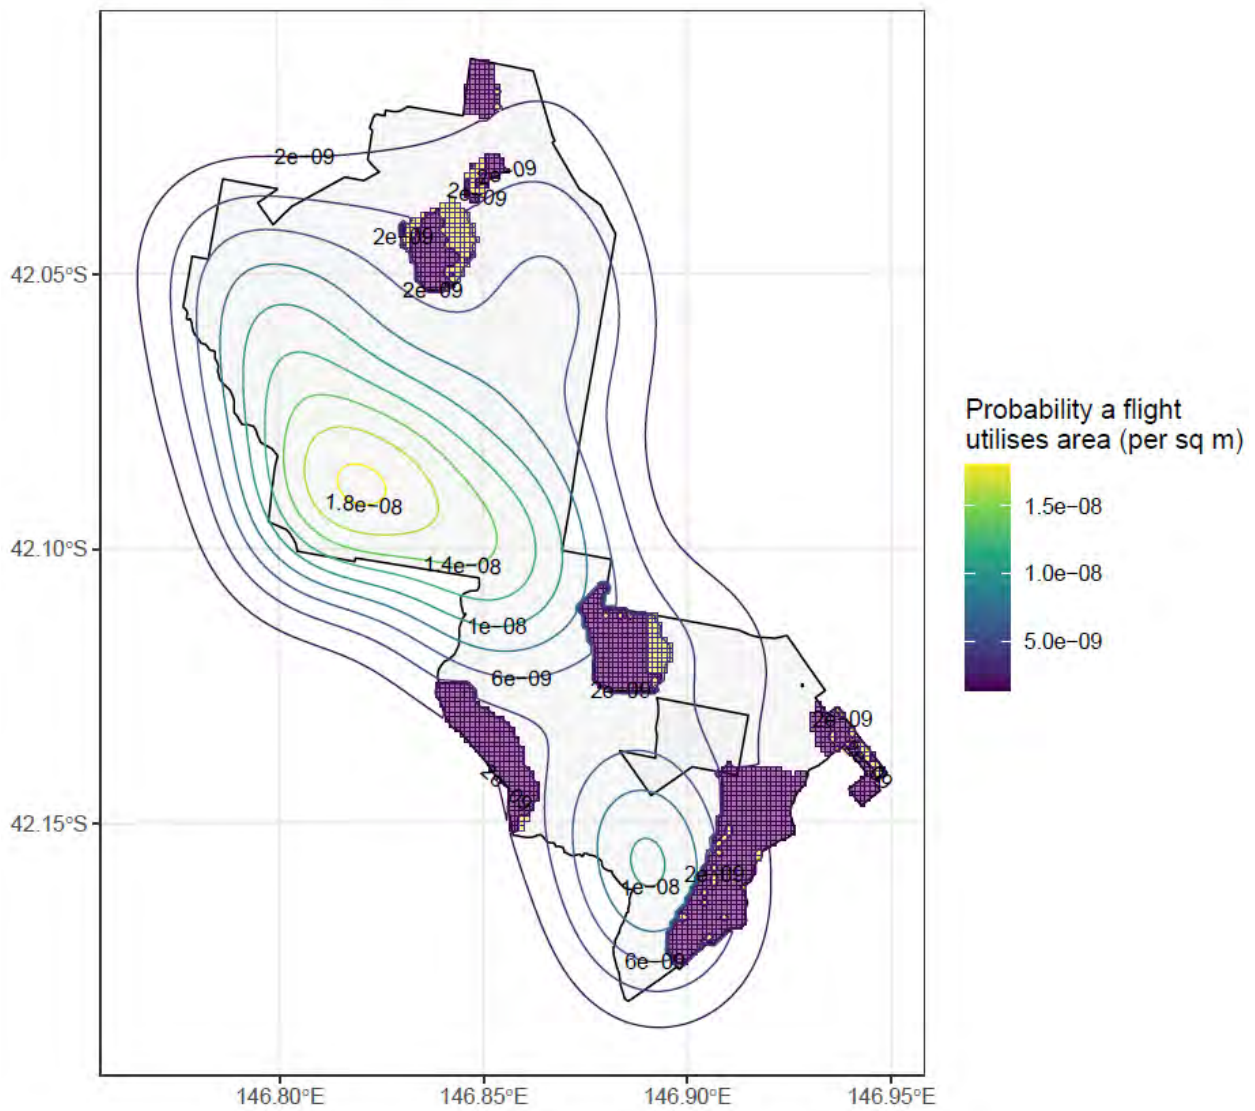 2e−09
e−09
2e−09
2e−09
2e−09
42.05°S
1.8e−08
42.10°S
1.4e−08
1e−08
6e−09
2e−09
2e−09
42.15°S
2e−09
1e−08
6e−09
146.80°E
146.85°E
146.90°E
146.95°E
Probability a flight
utilises area (per sq m)
1.5e−08
1.0e−08
5.0e−09